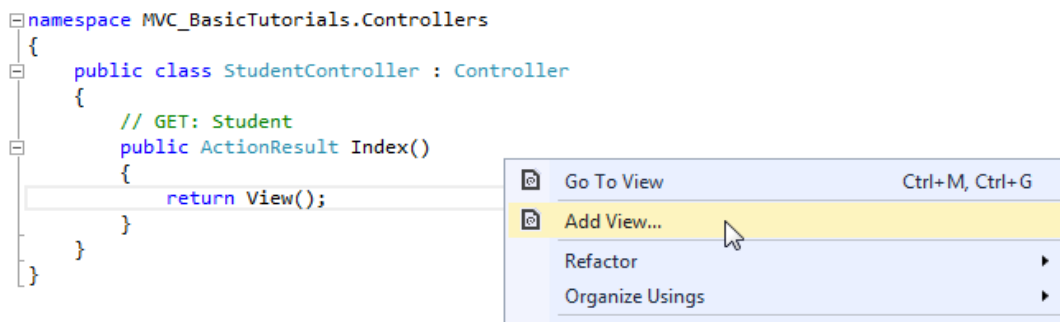 namespace MVC_BasicTutorials.Controllers
{
public class StudentController : Controller
{
// GET: Student
public ActionResult Index()
{
return View();
}
}
}
Go To View Ctrl+M, Ctrl+G
Add View...
Refactor
Organize Usings